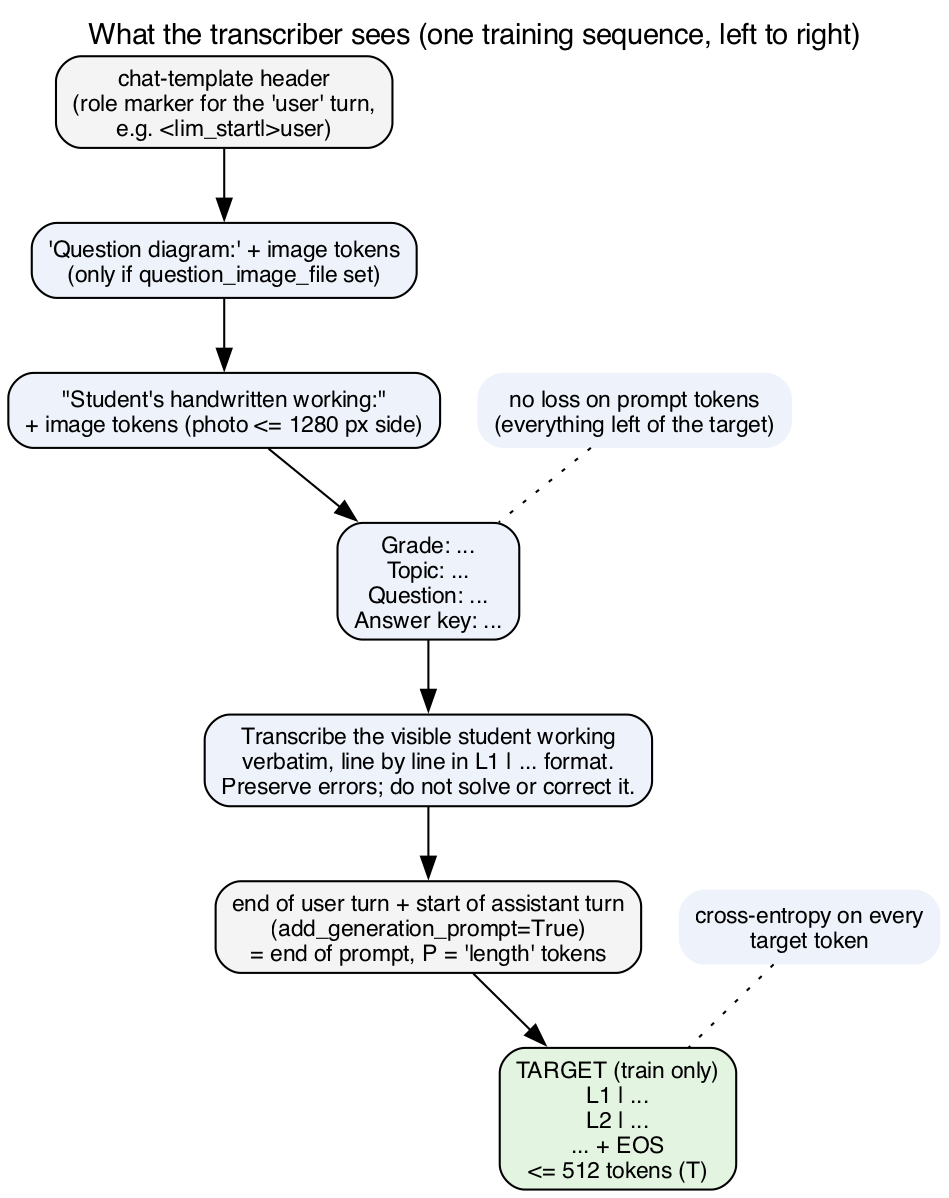 What the transcriber sees (one training sequence, left to right)
chat-template header
(role marker for the 'user' turn,
e.g. <|im_start|>user)
'Question diagram:' + image tokens
(only if question_image_file set)
"Student's handwritten working:"
+ image tokens (photo <= 1280 px side)
no loss on prompt tokens
(everything left of the target)
Grade: ...
Topic: ...
Question: ...
Answer key: ...
Transcribe the visible student working
verbatim, line by line in L1 | ... format.
Preserve errors; do not solve or correct it.
end of user turn + start of assistant turn
(add_generation_prompt=True)
= end of prompt, P = 'length' tokens
cross-entropy on every
target token
TARGET (train only)
L1 | ...
L2 | ...
... + EOS
<= 512 tokens (T)